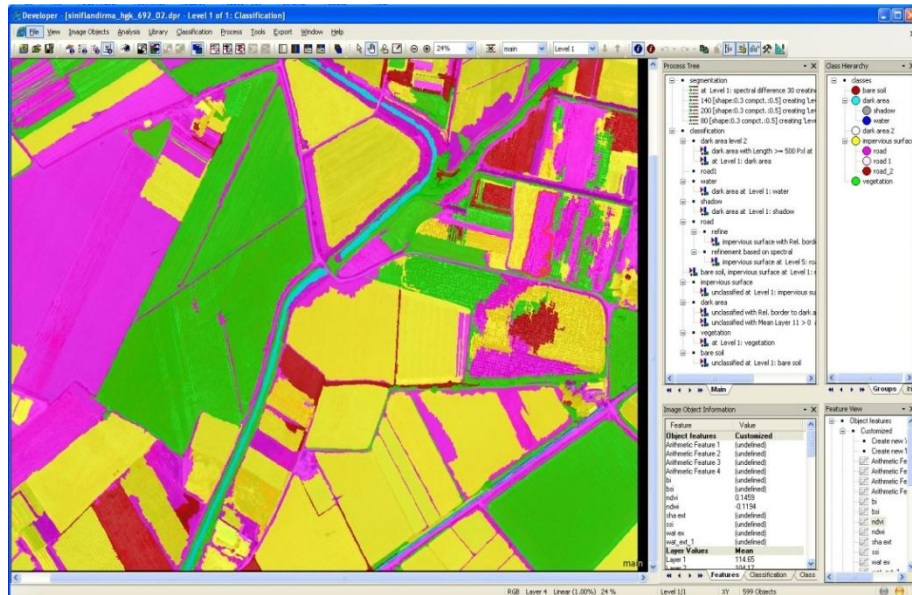 Developer - [siniflandirma_hgk_692_02.dpr - Level 1 of 1: Classification]
File View Image Objects Analysis Library Classification Process Tools Export Window Help
24% main Level 1
Process Tree
segmentation
at Level 1: spectral difference 30 creatin
140 [shape:0.3 compct.:0.5] creating 'Le
200 [shape:0.3 compct.:0.5] creating 'Le
80 [shape:0.3 compct.:0.5] creating 'Lev
classification
dark area level 2
dark area with Length >= 500 Pxl at
at Level 1: dark area
road1
water
dark area at Level 1: water
shadow
dark area at Level 1: shadow
road
refine
impervious surface with Rel. bord
refinement based on spectral
impervious surface at Level 5: ro
bare soil, impervious surface at Level 1:
impervious surface
unclassified at Level 1: impervious su
dark area
unclassified with Rel. border to dark a
unclassified with Mean Layer 11 > 0
vegetation
at Level 1: vegetation
bare soil
unclassified at Level 1: bare soil
Main
Class Hierarchy
classes
bare soil
dark area
shadow
water
dark area 2
impervious surface
road
road 1
road_2
vegetation
Groups
Image Object Information
Feature Value
Object features Customized
Arithmetic Feature 1 (undefined)
Arithmetic Feature 2 (undefined)
Arithmetic Feature 3 (undefined)
Arithmetic Feature 4 (undefined)
bi (undefined)
bsi (undefined)
ndvi 0.1459
ndwi -0.1194
sha ext (undefined)
ssi (undefined)
wat ex (undefined)
wat_ext_1 (undefined)
Layer Values Mean
Layer 1 114.65
Features Classification Class
Feature View
Object features
Customized
Create new
Create new
Arithmetic Fe
Arithmetic Fe
Arithmetic Fe
Arithmetic Fe
bi
bsi
ndvi
ndwi
sha ext
ssi
wat ex
main
RGB Layer 4 Linear (1.00%) 24 % Level 1/1 XY 599 Objects